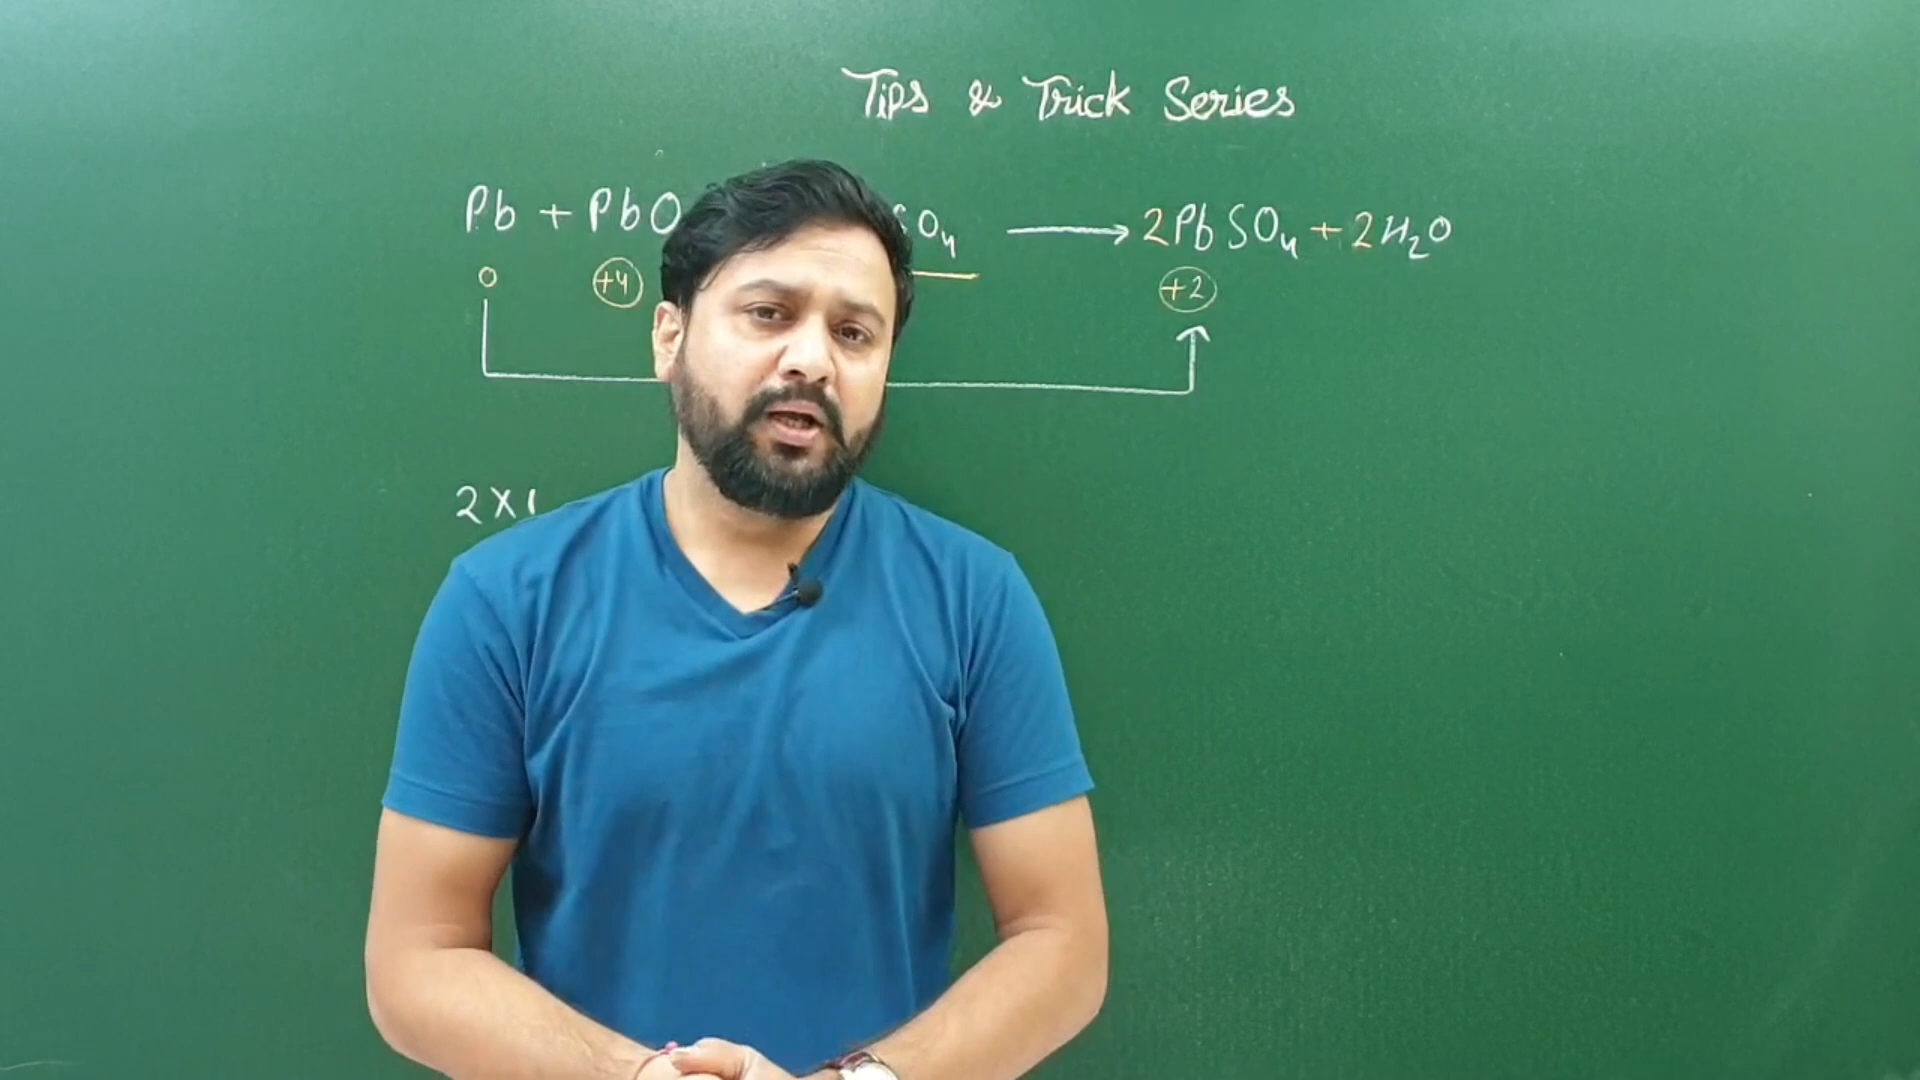 Tips & Trick Series
Pb + PbO SO₄ ⟶ 2PbSO₄ + 2H₂O
0 +4 +2
2×1